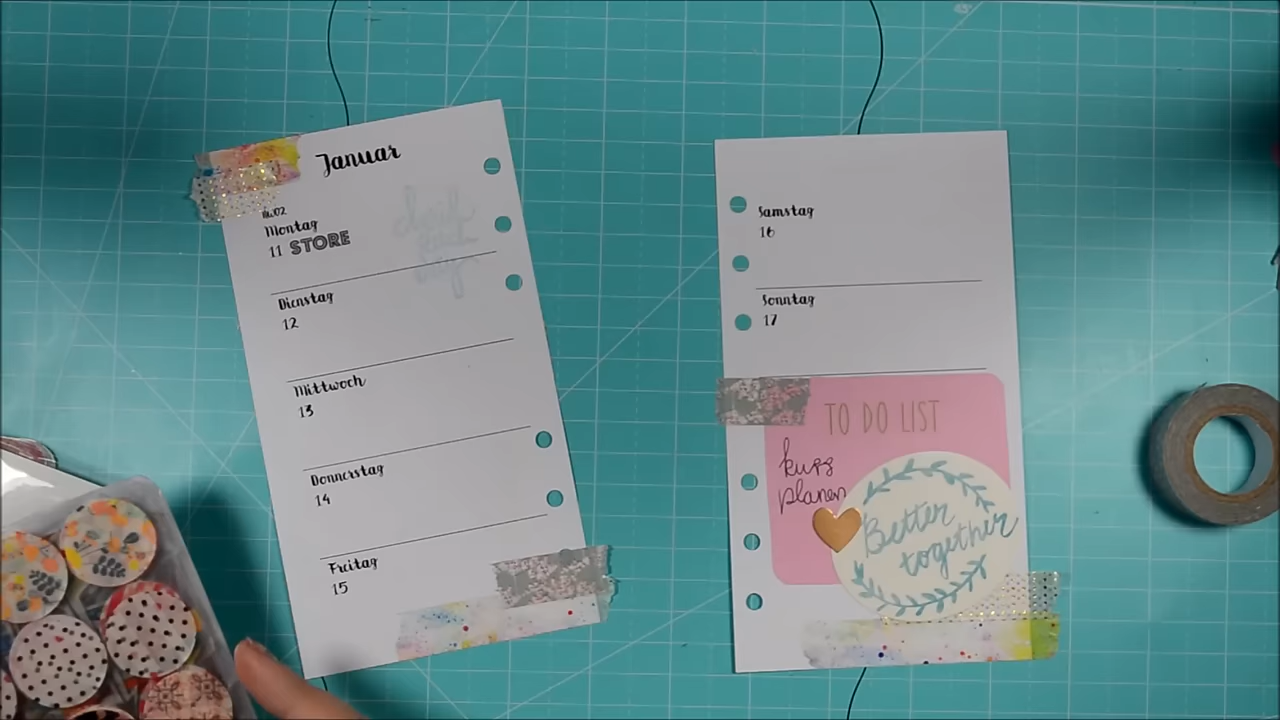 Januar
Montag
11 STORE
Dienstag
12
Mittwoch
13
Donnerstag
14
Freitag
15
Samstag
16
Sonntag
17
TO DO LIST
kurs
planen
Better
together